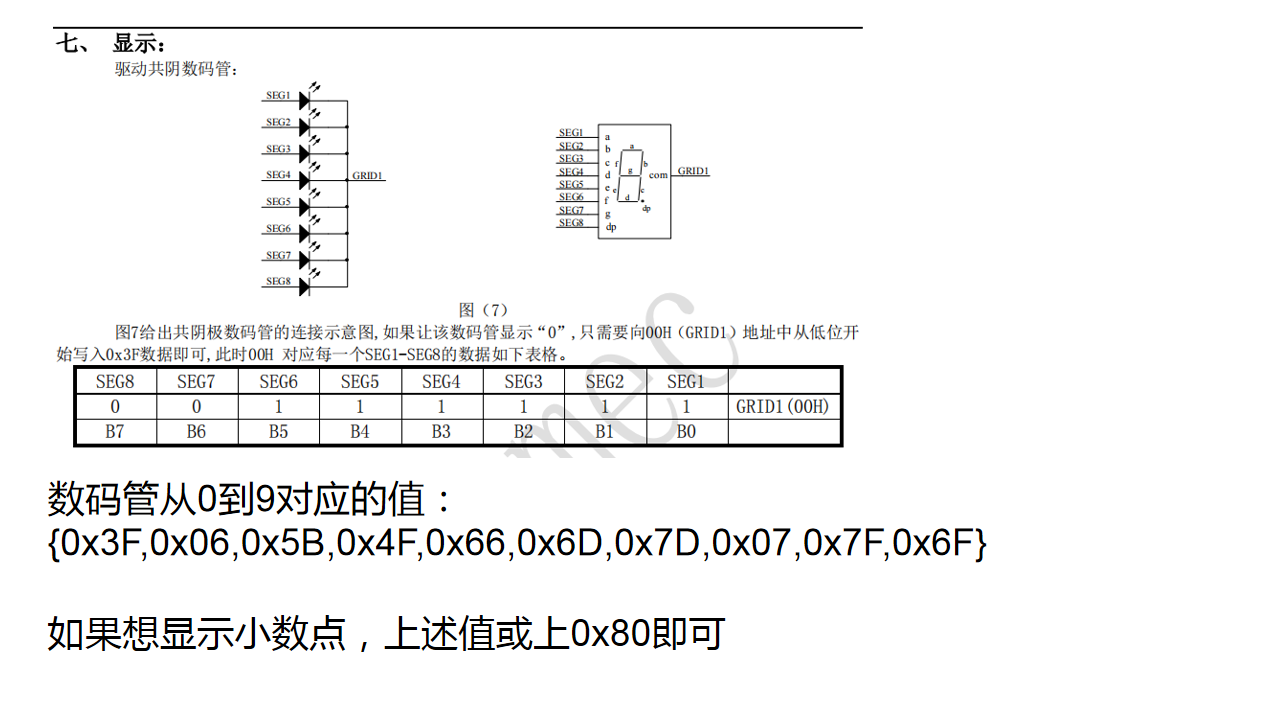 七、 显示：
驱动共阴数码管：
SEG1
SEG2
SEG3
SEG4
SEG5
SEG6
SEG7
SEG8
GRID1
SEG1
SEG2
SEG3
SEG4
SEG5
SEG6
SEG7
SEG8
a
b
c
d
e
f
g
dp
a
f
b
g
e
c
d
dp
com
GRID1
图（7）
图7给出共阴极数码管的连接示意图,如果让该数码管显示“0”,只需要向00H（GRID1）地址中从低位开
始写入0x3F数据即可,此时00H 对应每一个SEG1-SEG8的数据如下表格。
SEG8 SEG7 SEG6 SEG5 SEG4 SEG3 SEG2 SEG1
0 0 1 1 1 1 1 1 GRID1(00H)
B7 B6 B5 B4 B3 B2 B1 B0
数码管从0到9对应的值：
{0x3F,0x06,0x5B,0x4F,0x66,0x6D,0x7D,0x07,0x7F,0x6F}
如果想显示小数点，上述值或上0x80即可